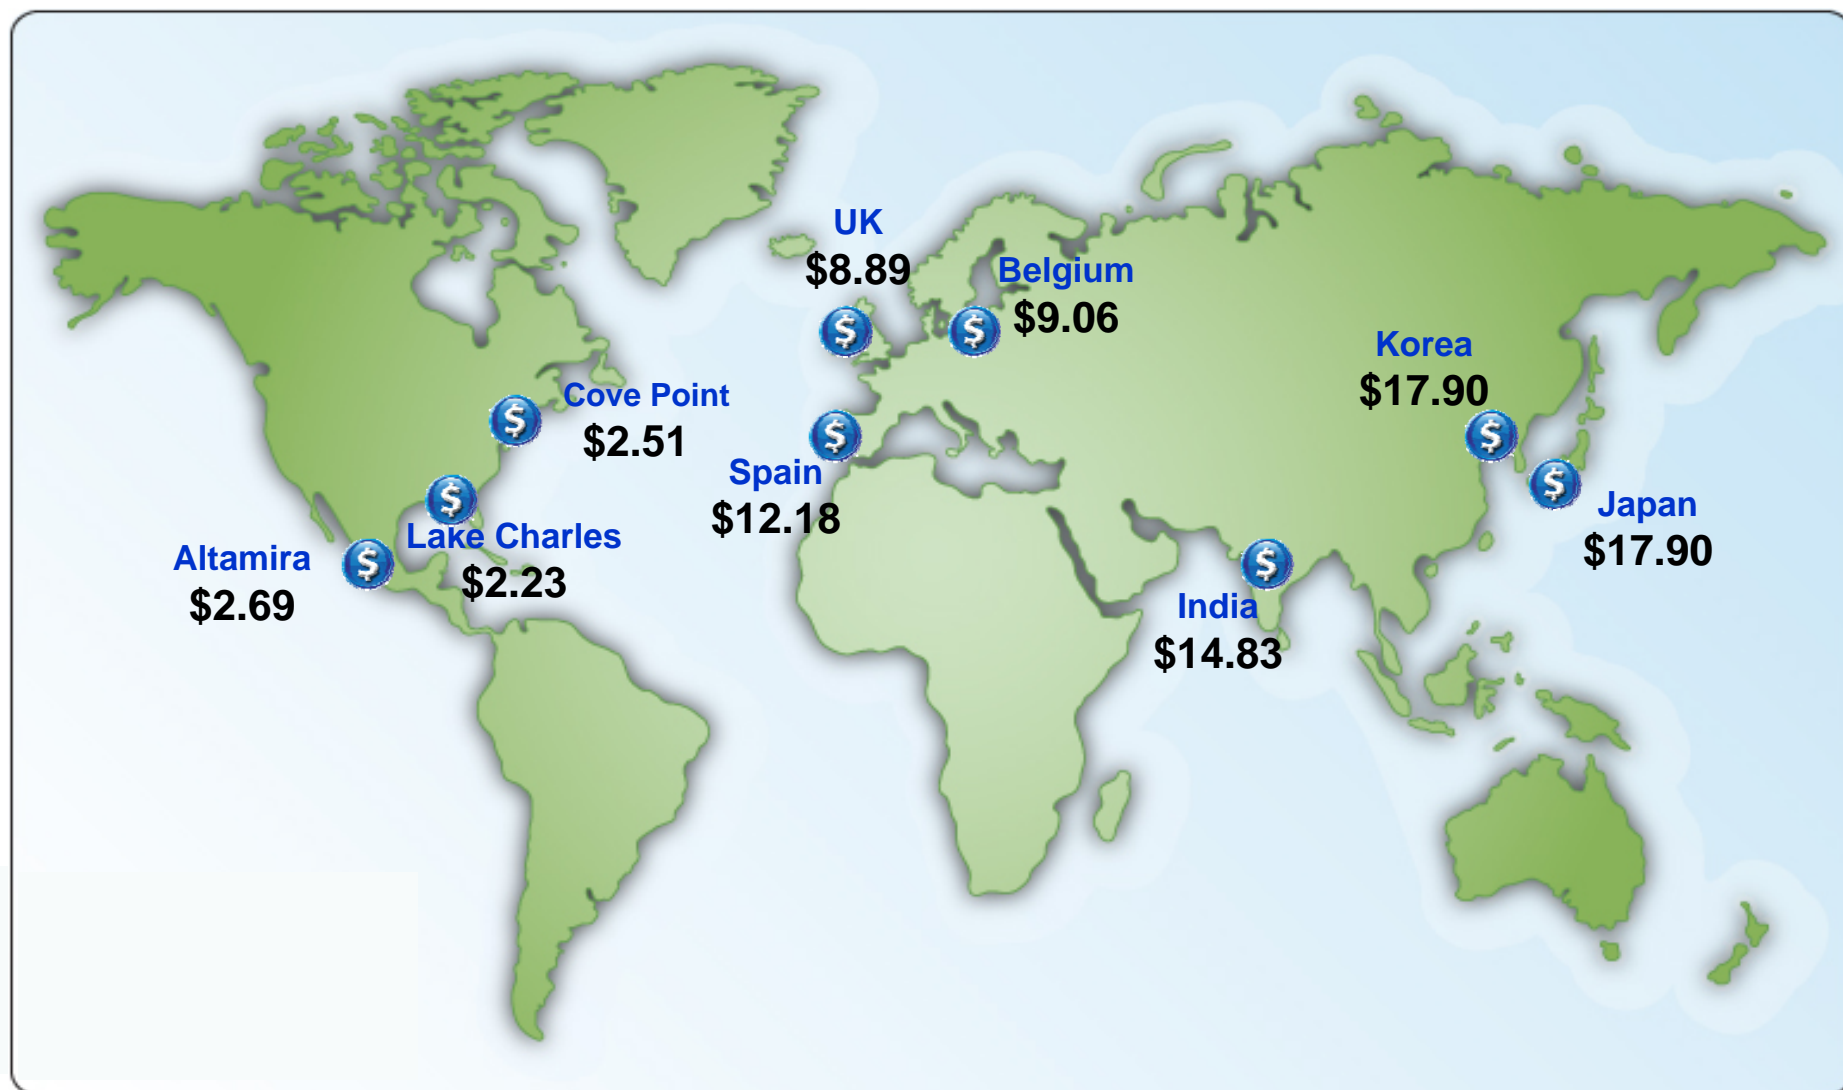 UK
$8.89
Belgium
$9.06
Korea
$17.90
Cove Point
$2.51
Spain
$12.18
Japan
$17.90
Lake Charles
$2.23
Altamira
$2.69
India
$14.83